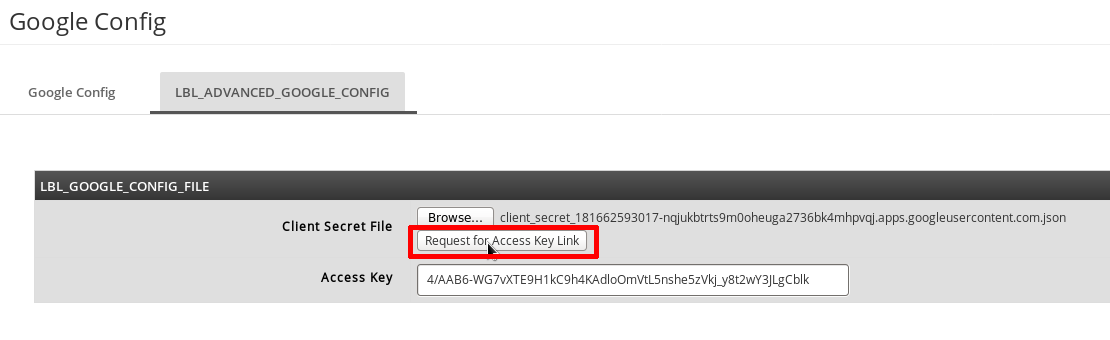 Google Config
Google Config LBL_ADVANCED_GOOGLE_CONFIG
LBL_GOOGLE_CONFIG_FILE
Client Secret File Browse... client_secret_181662593017-nqjukbtrts9m0oheuga2736bk4mhpvqj.apps.googleusercontent.com.json
Request for Access Key Link
Access Key 4/AAB6-WG7vXTE9H1kC9h4KAdloOmVtL5nshe5zVkj_y8t2wY3JLgCblk